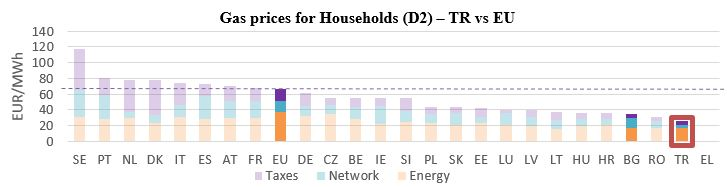 Gas prices for Households (D2) – TR vs EU
EUR/MWh
140
120
100
80
60
40
20
0
SE PT NL DK IT ES AT FR EU DE CZ BE IE SI PL SK EE LU LV LT HU HR BG RO TR EL
Taxes Network Energy